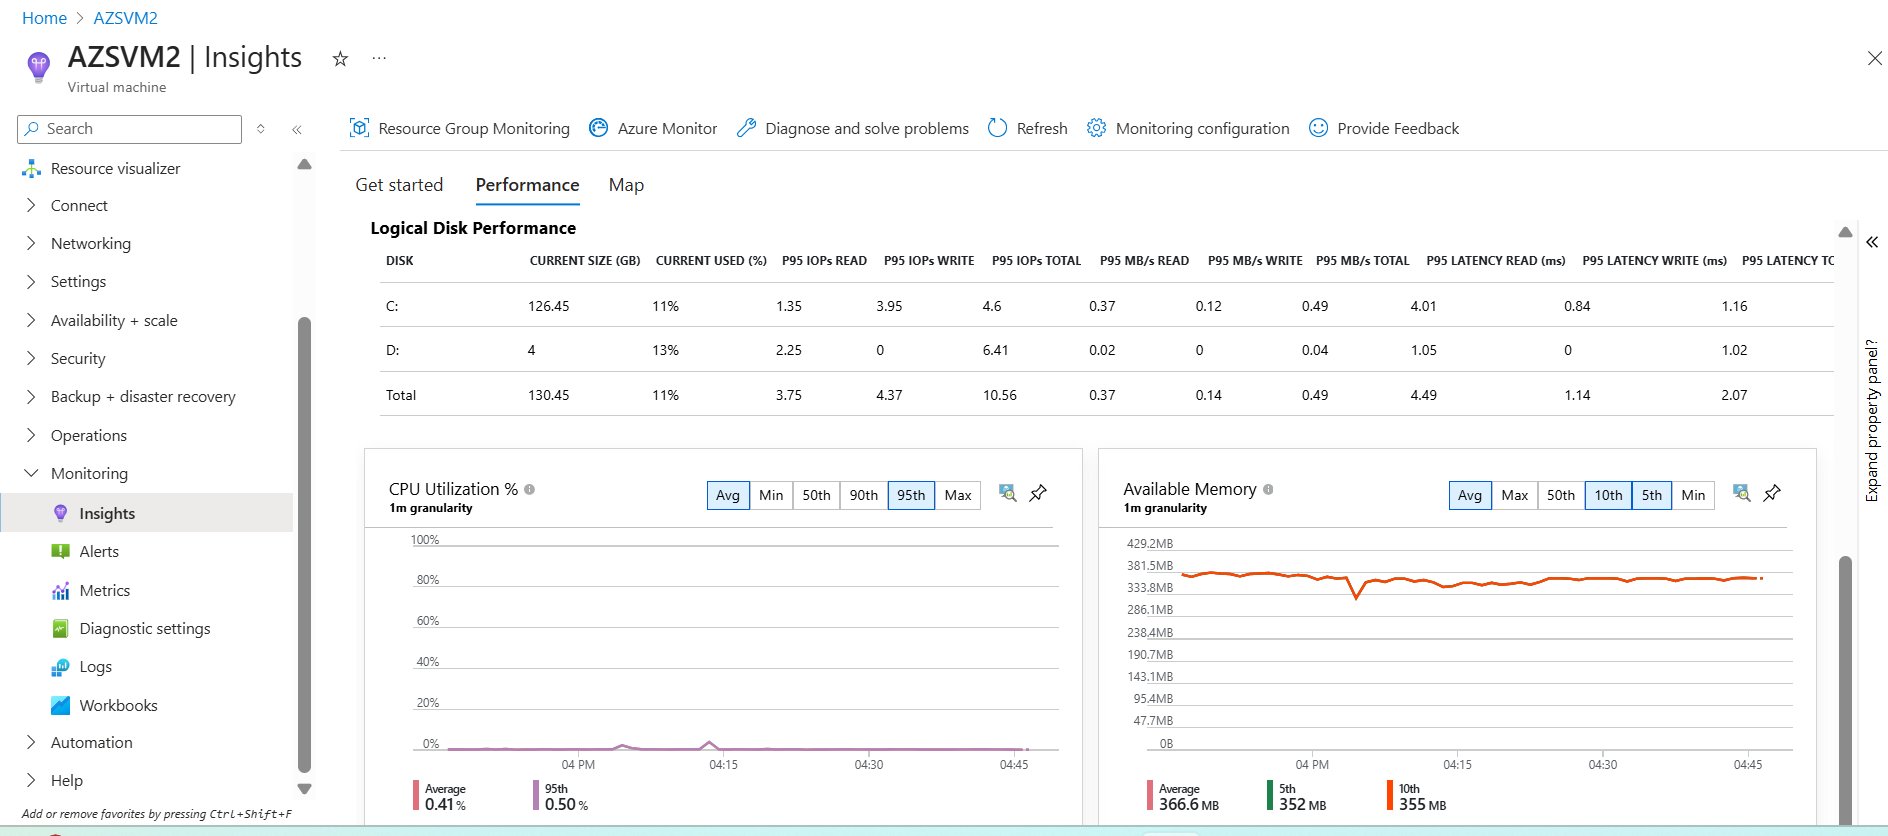 Home > AZSVM2
AZSVM2 | Insights
Virtual machine
Search
Resource visualizer
Connect
Networking
Settings
Availability + scale
Security
Backup + disaster recovery
Operations
Monitoring
Insights
Alerts
Metrics
Diagnostic settings
Logs
Workbooks
Automation
Help
Add or remove favorites by pressing Ctrl+Shift+F
Resource Group Monitoring Azure Monitor Diagnose and solve problems Refresh Monitoring configuration Provide Feedback
Get started Performance Map
Logical Disk Performance
DISK CURRENT SIZE (GB) CURRENT USED (%) P95 IOPs READ P95 IOPs WRITE P95 IOPs TOTAL P95 MB/s READ P95 MB/s WRITE P95 MB/s TOTAL P95 LATENCY READ (ms) P95 LATENCY WRITE (ms) P95 LATENCY TO
C: 126.45 11% 1.35 3.95 4.6 0.37 0.12 0.49 4.01 0.84 1.16
D: 4 13% 2.25 0 6.41 0.02 0 0.04 1.05 0 1.02
Total 130.45 11% 3.75 4.37 10.56 0.37 0.14 0.49 4.49 1.14 2.07
CPU Utilization %
1m granularity
Avg Min 50th 90th 95th Max
100%
80%
60%
40%
20%
0%
04 PM 04:15 04:30 04:45
Average 95th
0.41 % 0.50 %
Available Memory
1m granularity
Avg Max 50th 10th 5th Min
429.2MB
381.5MB
333.8MB
286.1MB
238.4MB
190.7MB
143.1MB
95.4MB
47.7MB
0B
04 PM 04:15 04:30 04:45
Average 5th 10th
366.6 MB 352 MB 355 MB
Expand property panel?